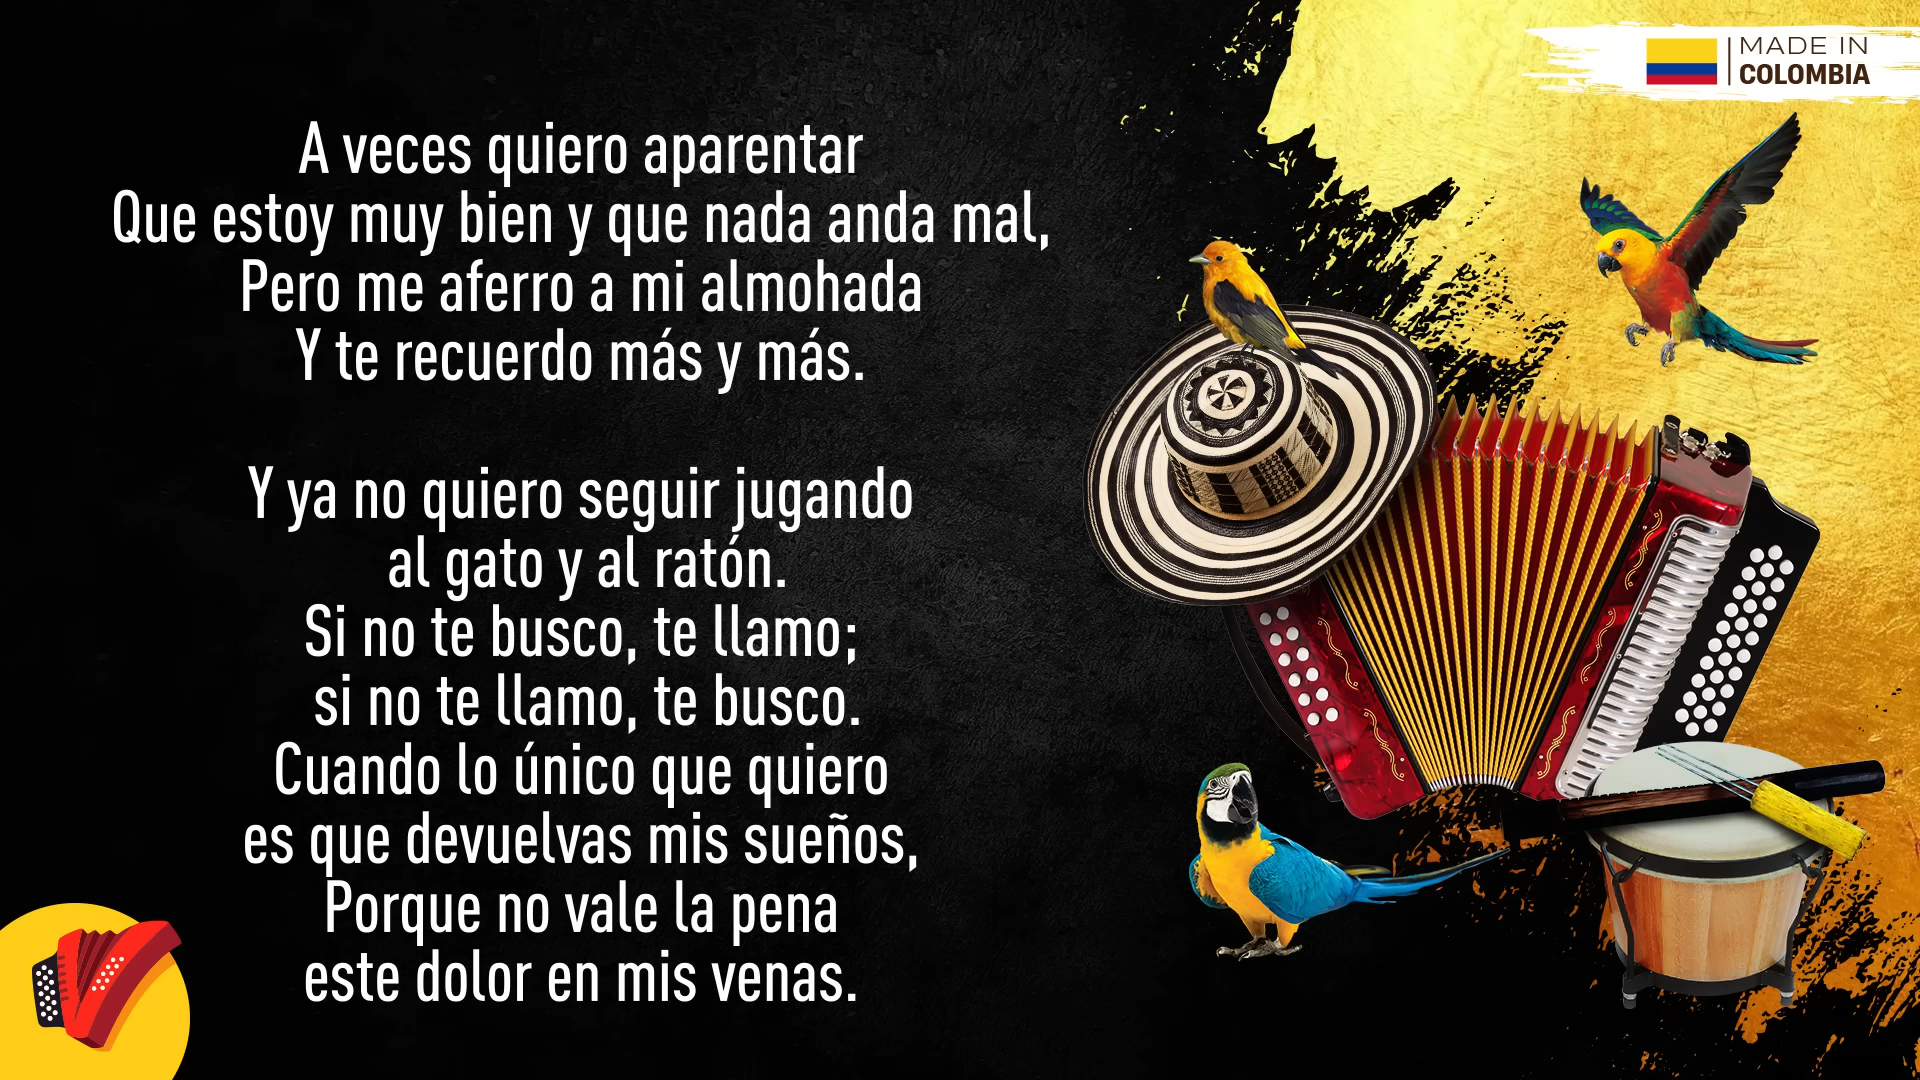 MADE IN
COLOMBIA
A veces quiero aparentar
Que estoy muy bien y que nada anda mal,
Pero me aferro a mi almohada
Y te recuerdo más y más.
Y ya no quiero seguir jugando
al gato y al ratón.
Si no te busco, te llamo;
si no te llamo, te busco.
Cuando lo único que quiero
es que devuelvas mis sueños,
Porque no vale la pena
este dolor en mis venas.